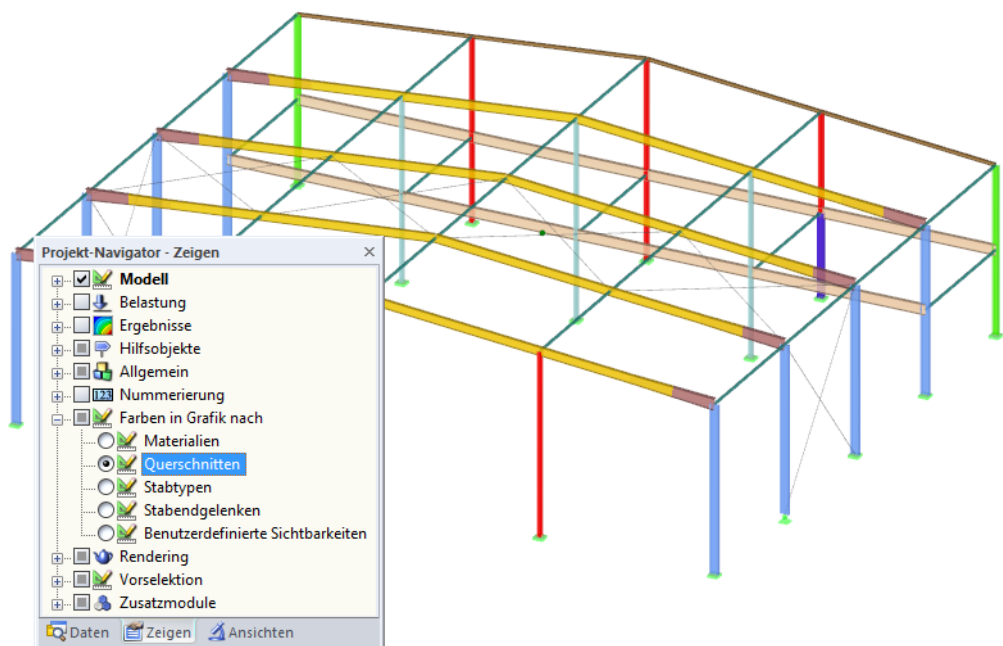 Projekt-Navigator - Zeigen
Modell
Belastung
Ergebnisse
Hilfsobjekte
Allgemein
123 Nummerierung
Farben in Grafik nach
Materialien
Querschnitten
Stabtypen
Stabendgelenken
Benutzerdefinierte Sichtbarkeiten
Rendering
Vorselektion
Zusatzmodule
Daten Zeigen Ansichten